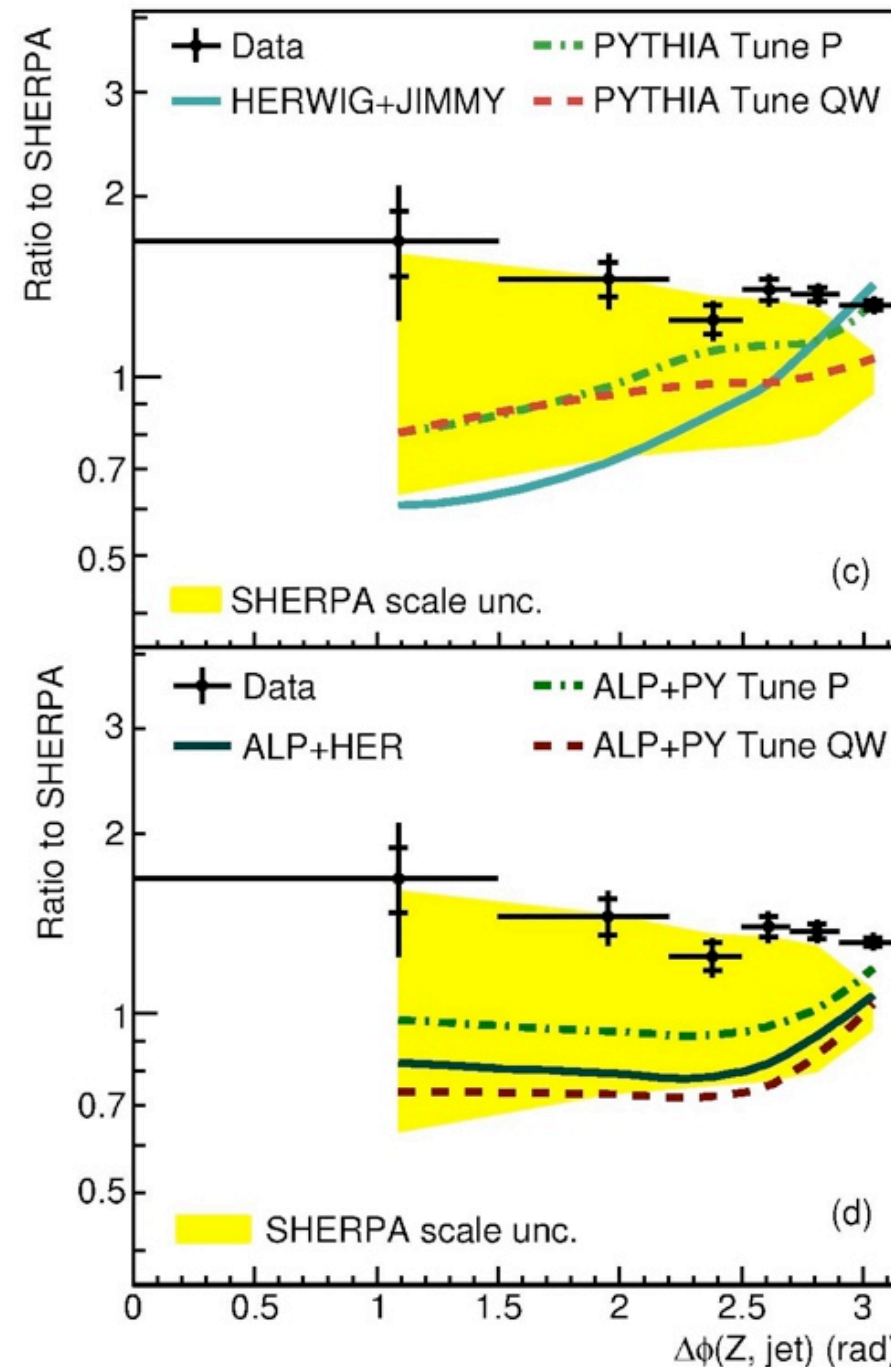 Ratio to SHERPA
Data
PYTHIA Tune P
HERWIG+JIMMY
PYTHIA Tune QW
3
2
1
0.7
0.5
(c)
SHERPA scale unc.
Ratio to SHERPA
Data
ALP+PY Tune P
ALP+HER
ALP+PY Tune QW
3
2
1
0.7
0.5
(d)
SHERPA scale unc.
0 0.5 1 1.5 2 2.5 3
Δϕ(Z, jet) (rad)